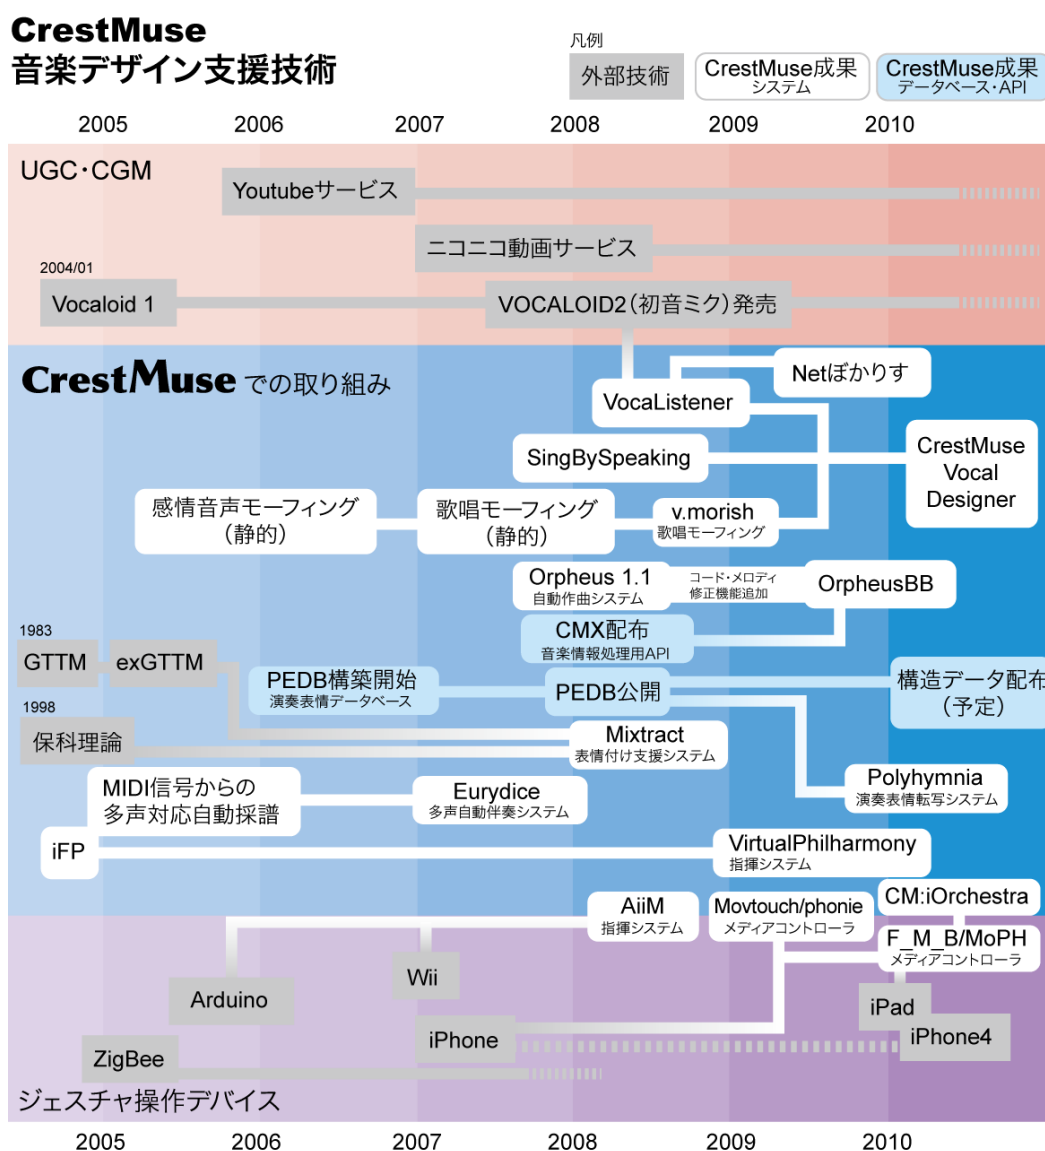 CrestMuse
音楽デザイン支援技術
凡例
外部技術
CrestMuse成果
システム
CrestMuse成果
データベース・API
2005 2006 2007 2008 2009 2010
UGC・CGM
Youtubeサービス
ニコニコ動画サービス
2004/01
Vocaloid 1
VOCALOID2（初音ミク）発売
CrestMuse での取り組み
Netぼかりす
VocaListener
SingBySpeaking
CrestMuse
Vocal
Designer
感情音声モーフィング
（静的）
歌唱モーフィング
（静的）
v.morish
歌唱モーフィング
Orpheus 1.1
自動作曲システム
コード・メロディ
修正機能追加
OrpheusBB
CMX配布
音楽情報処理用API
1983
GTTM
exGTTM
PEDB構築開始
演奏表情データベース
PEDB公開
構造データ配布
（予定）
1998
保科理論
Mixtract
表情付け支援システム
MIDI信号からの
多声対応自動採譜
Eurydice
多声自動伴奏システム
Polyhymnia
演奏表情転写システム
iFP
VirtualPhilharmony
指揮システム
CM:iOrchestra
AiiM
指揮システム
Movtouch/phonie
メディアコントローラ
F_M_B/MoPH
メディアコントローラ
Wii
Arduino
iPad
iPhone
iPhone4
ZigBee
ジェスチャ操作デバイス
2005 2006 2007 2008 2009 2010